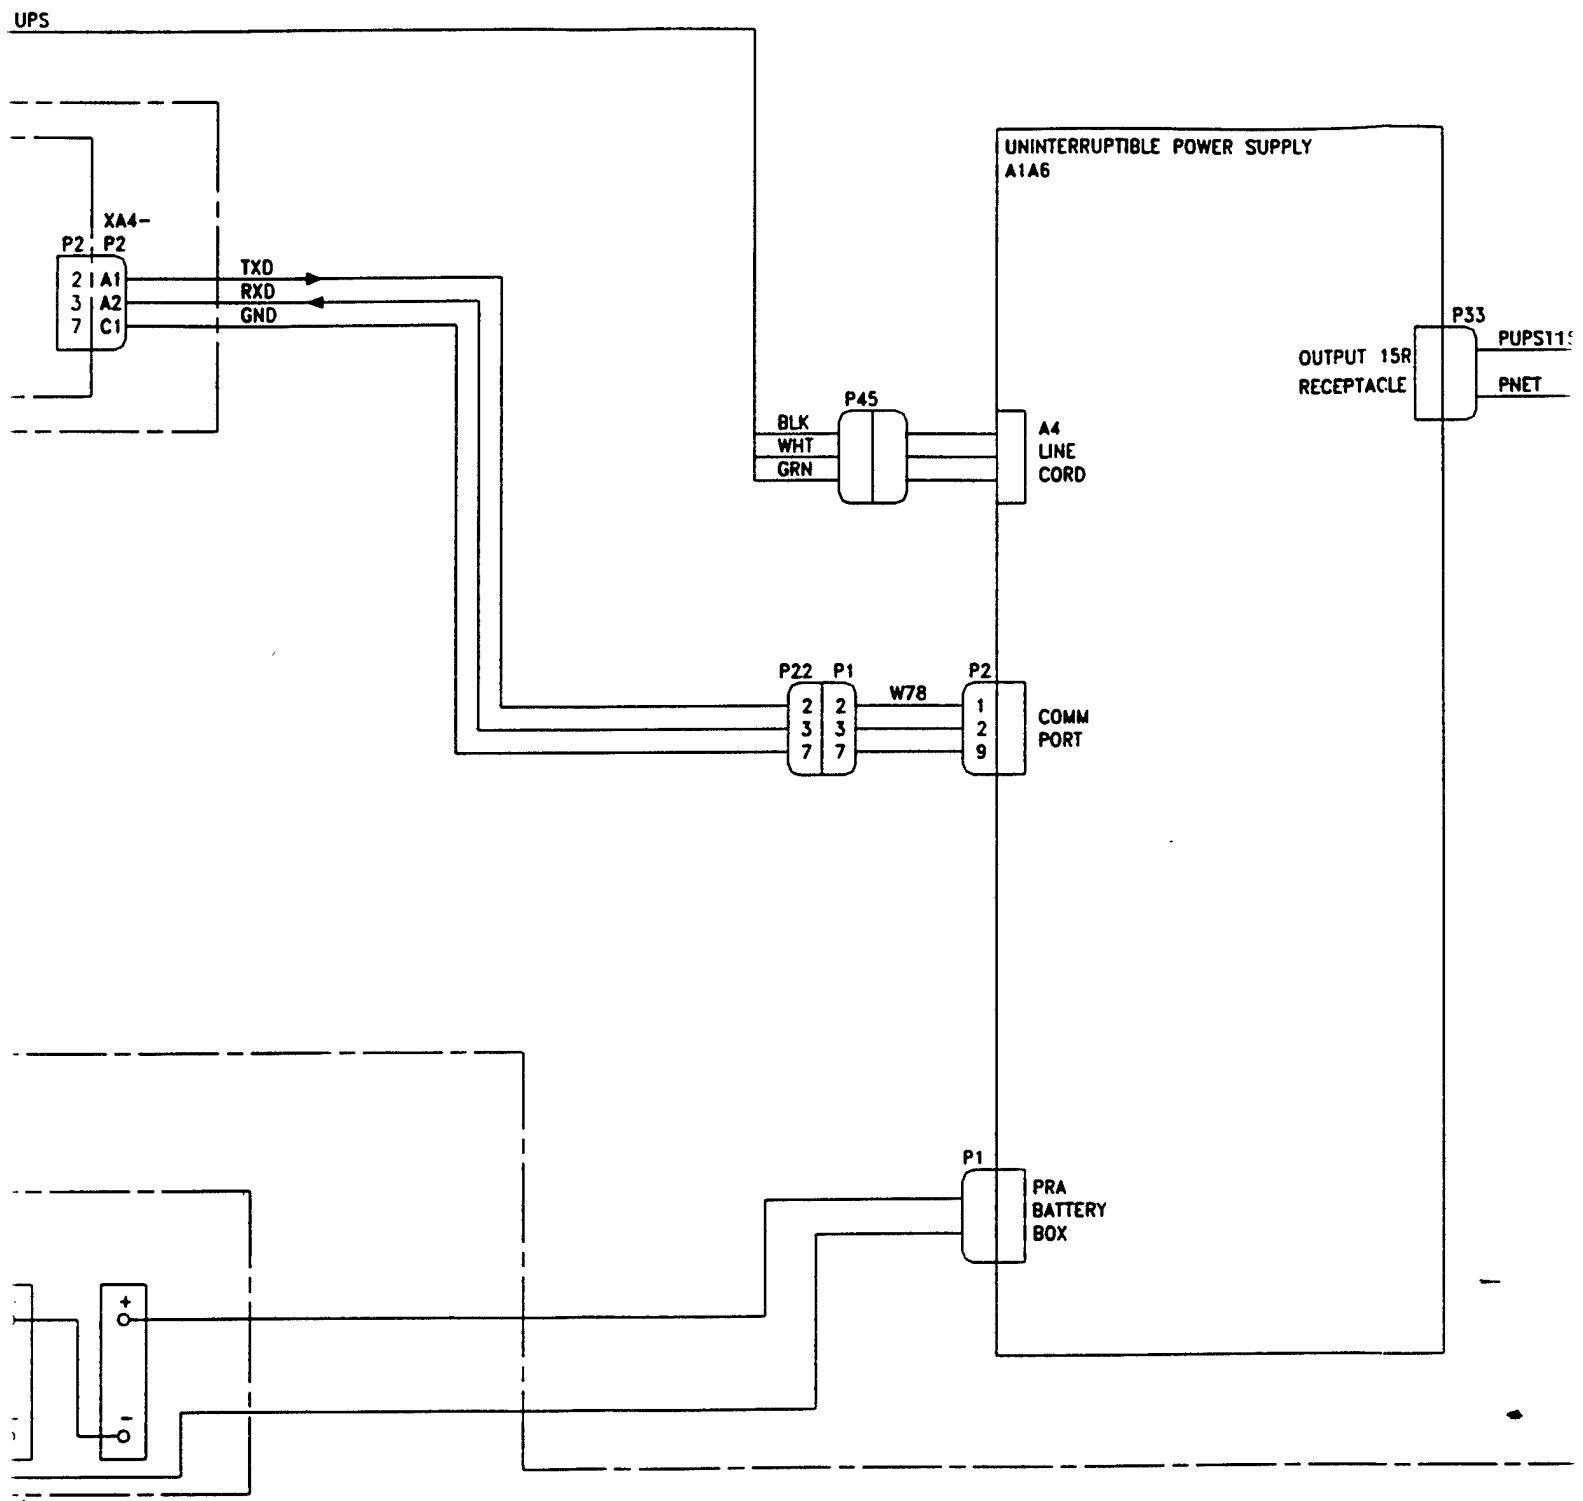 UPS
UNINTERRUPTIBLE POWER SUPPLY
A1A6
XA4-
P2 P2
2 A1 TXD
3 A2 RXD
7 C1 GND
P33
OUTPUT 15R
RECEPTACLE
PUPS11
PNET
P45
BLK
WHT
GRN
A4
LINE
CORD
P22 P1 W78 P2
2 2 1
3 3 2
7 7 9
COMM
PORT
P1
PRA
BATTERY
BOX
+
-